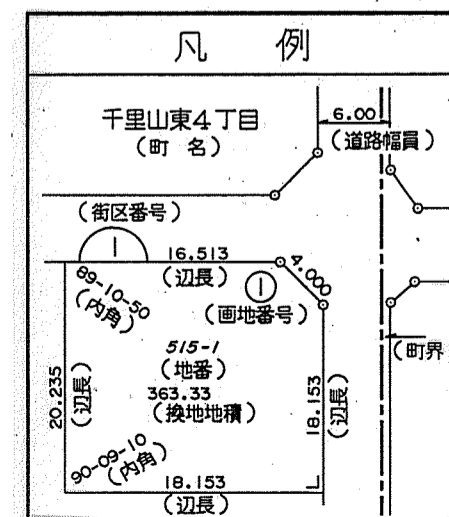 凡 例
千里山東4丁目
(町 名)
6.00
(道路幅員)
(街区番号)
1
16.513
(辺長)
4.000
89-10-50
(内角)
1
(画地番号)
515-1
(地番)
363.33
(換地地積)
20.235
(辺長)
18.153
(辺長)
(町界
90-09-10
(内角)
18.153
(辺長)